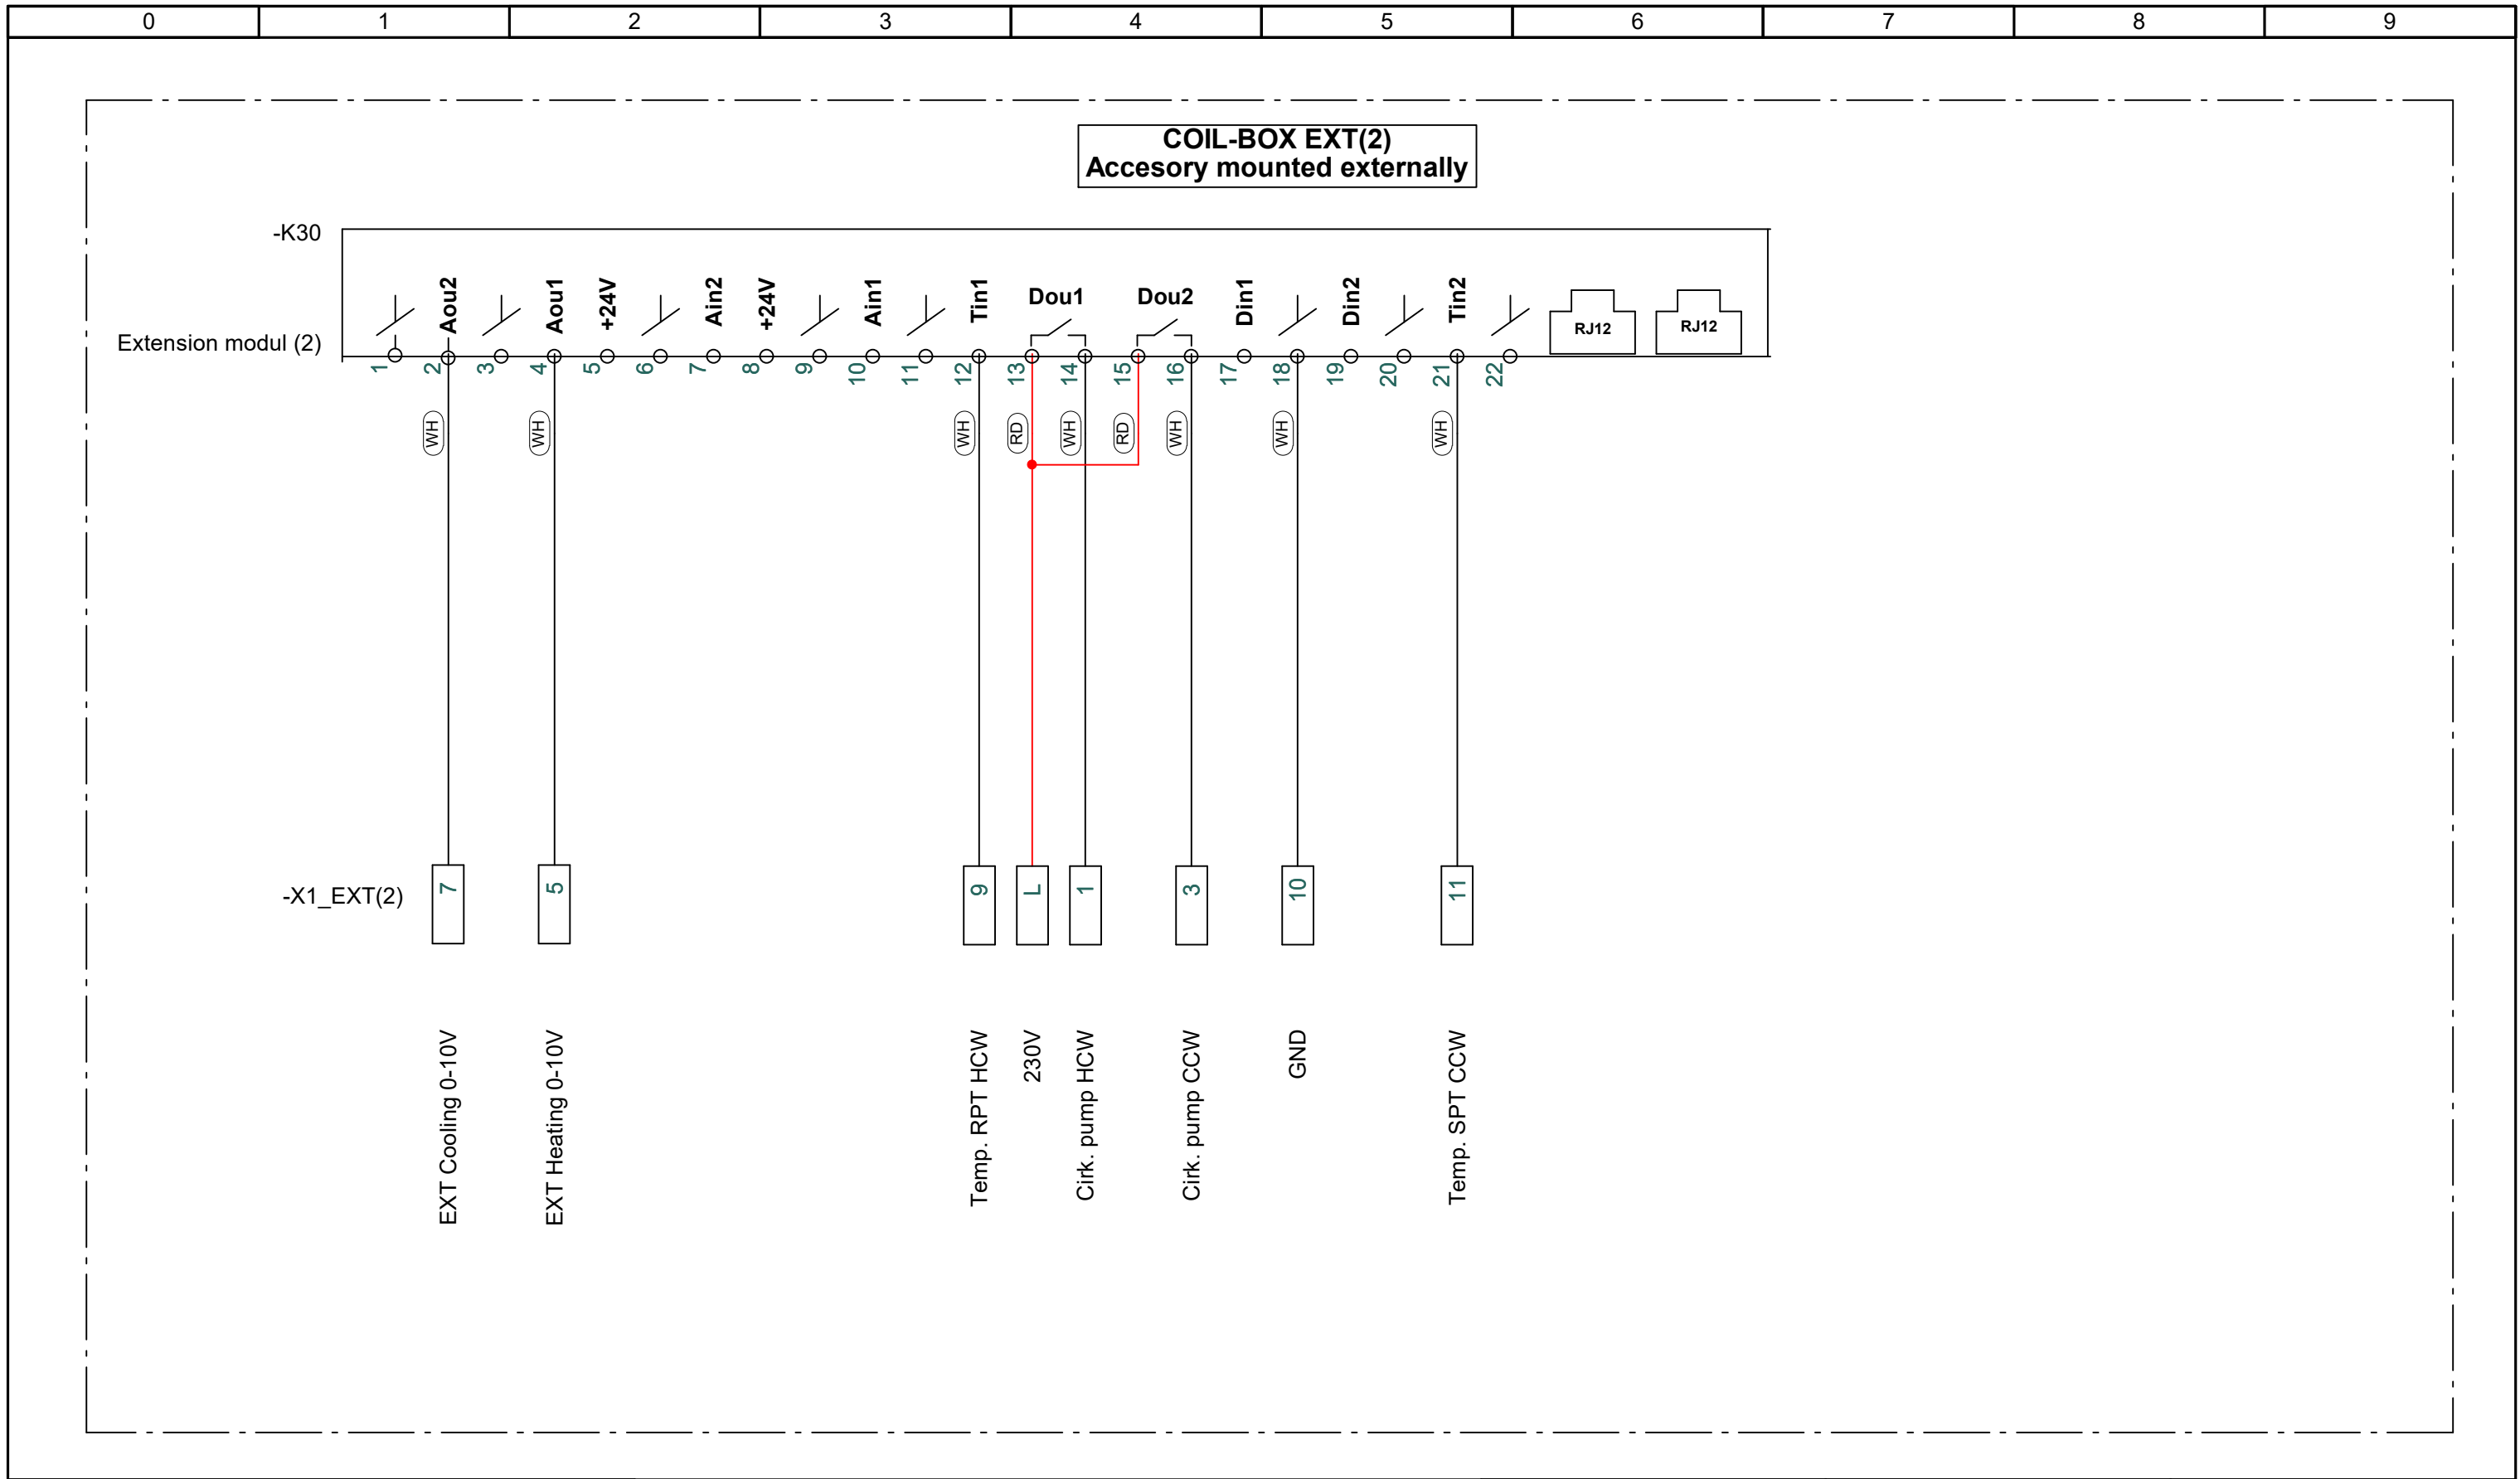 0 1 2 3 4 5 6 7 8 9
COIL-BOX EXT(2)
Accesory mounted externally
-K30
Aou2 Aou1 +24V Ain2 +24V Ain1 Tin1 Dou1 Dou2 Din1 Din2 Tin2
RJ12 RJ12
Extension modul (2)
1 2 3 4 5 6 7 8 9 10 11 12 13 14 15 16 17 18 19 20 21 22
WH WH WH RD WH RD WH WH WH
-X1_EXT(2)
7 5 9 L 1 3 10 11
EXT Cooling 0-10V
EXT Heating 0-10V
Temp. RPT HCW
230V
Cirk. pump HCW
Cirk. pump CCW
GND
Temp. SPT CCW